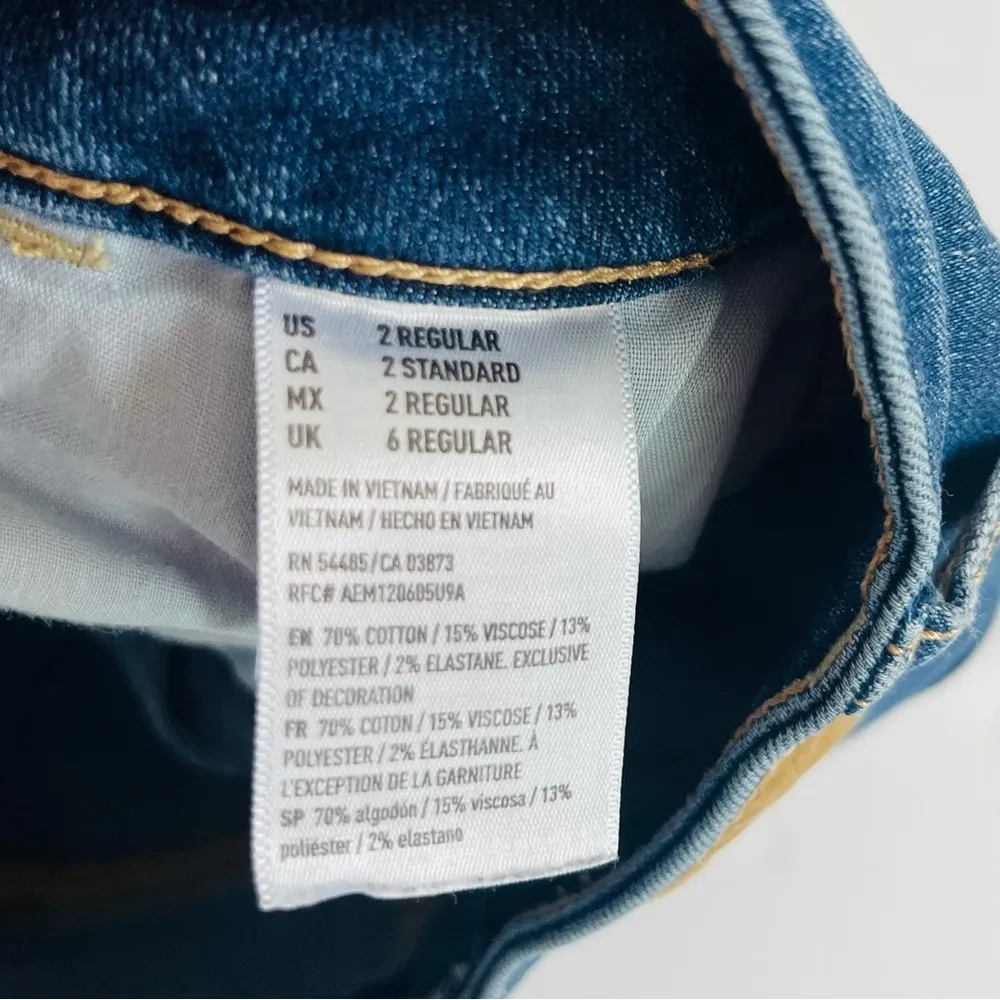 US 2 REGULAR
CA 2 STANDARD
MX 2 REGULAR
UK 6 REGULAR
MADE IN VIETNAM / FABRIQUÉ AU
VIETNAM / HECHO EN VIETNAM
RN 54485/CA 03873
RFC# AEM120605U9A
EN 70% COTTON / 15% VISCOSE / 13%
POLYESTER / 2% ELASTANE. EXCLUSIVE
OF DECORATION
FR 70% COTON / 15% VISCOSE / 13%
POLYESTER / 2% ÉLASTHANNE. À
L'EXCEPTION DE LA GARNITURE
SP 70% algodón / 15% viscosa / 13%
poliéster / 2% elastano